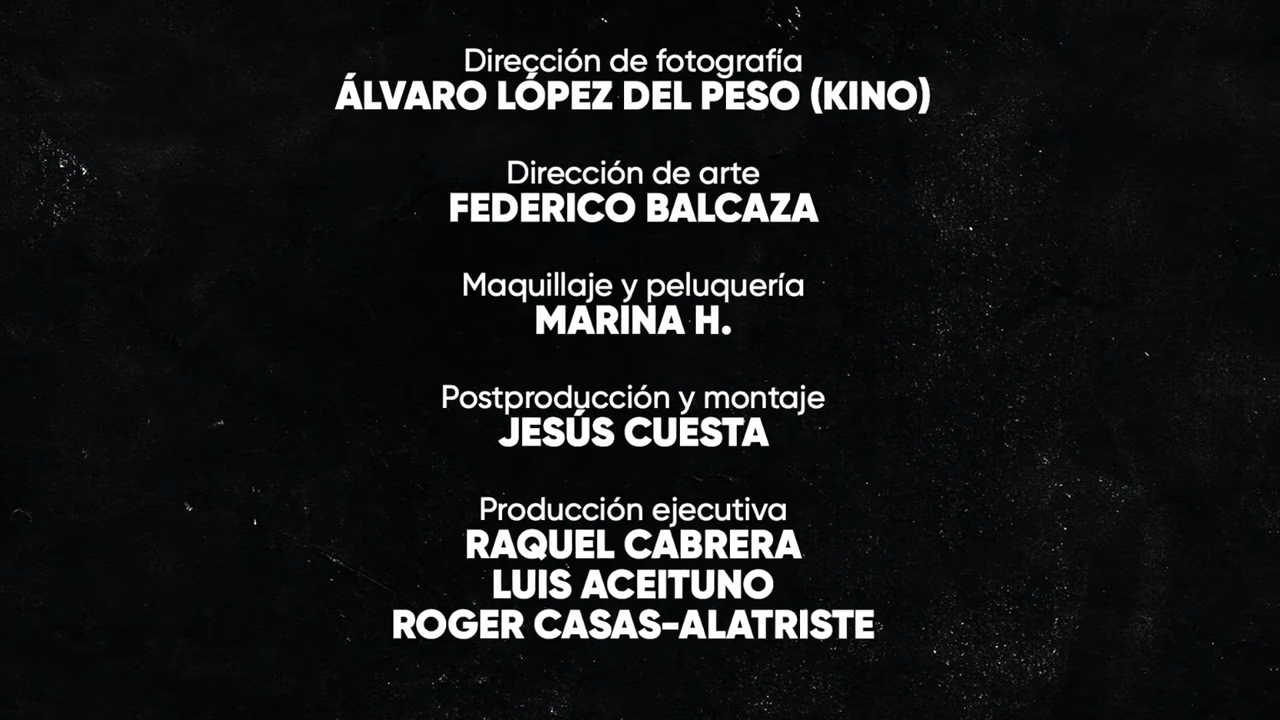 Dirección de fotografía
ÁLVARO LÓPEZ DEL PESO (KINO)
Dirección de arte
FEDERICO BALCAZA
Maquillaje y peluquería
MARINA H.
Postproducción y montaje
JESÚS CUESTA
Producción ejecutiva
RAQUEL CABRERA
LUIS ACEITUNO
ROGER CASAS-ALATRISTE